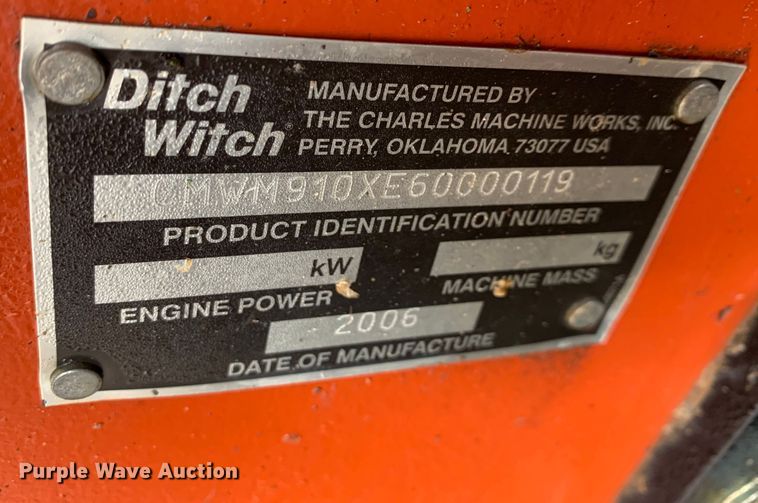 Ditch Witch®
MANUFACTURED BY
THE CHARLES MACHINE WORKS, INC.
PERRY, OKLAHOMA 73077 USA
CMWM910XE60000119
PRODUCT IDENTIFICATION NUMBER
kW
kg
ENGINE POWER
MACHINE MASS
2006
DATE OF MANUFACTURE
Purple Wave Auction